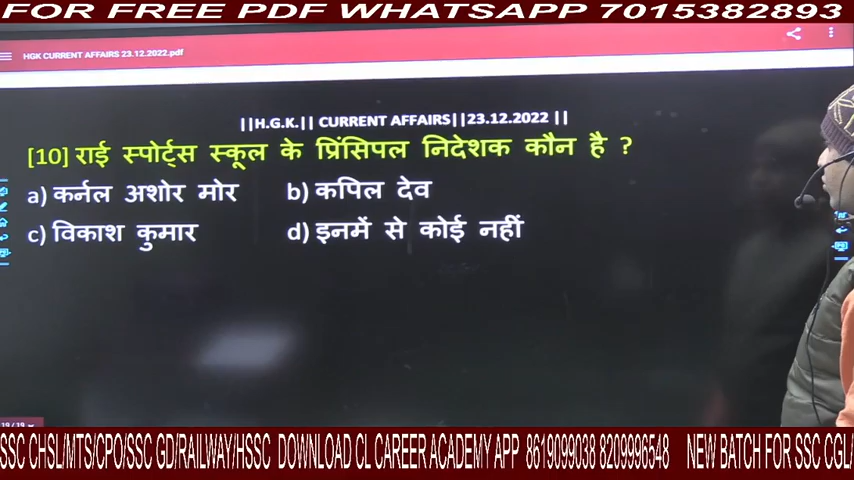 FOR FREE PDF WHATSAPP 7015382893
HGK CURRENT AFFAIRS 23.12.2022.pdf
||H.G.K.|| CURRENT AFFAIRS||23.12.2022 ||
[10] राई स्पोर्ट्स स्कूल के प्रिंसिपल निदेशक कौन है ?
a) कर्नल अशोर मोर b) कपिल देव
c) विकाश कुमार d) इनमें से कोई नहीं
19 / 19
SSC CHSL/MTS/CPO/SSC GD/RAILWAY/HSSC DOWNLOAD CL CAREER ACADEMY APP 8619099038 8209996548 NEW BATCH FOR SSC CGL/